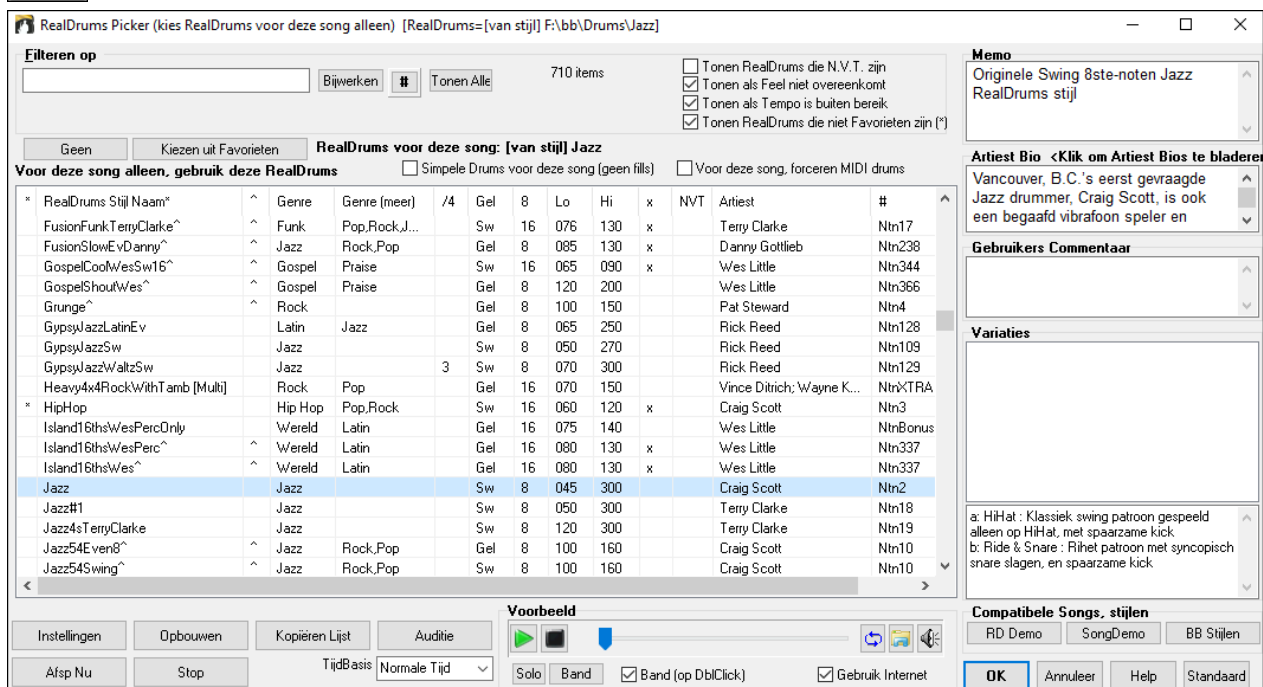 RealDrums Picker (kies RealDrums voor deze song alleen) [RealDrums=[van stijl] F:\bb\Drums\Jazz]
Filteren op
Bijwerken # Tonen Alle 710 items
Tonen RealDrums die N.V.T. zijn
Tonen als Feel niet overeenkomt
Tonen als Tempo is buiten bereik
Tonen RealDrums die niet Favorieten zijn (*)
Geen Kiezen uit Favorieten RealDrums voor deze song: [van stijl] Jazz
Voor deze song alleen, gebruik deze RealDrums Simpele Drums voor deze song (geen fills) Voor deze song, forceren MIDI drums
* RealDrums Stijl Naam* ^ Genre Genre (meer) /4 Gel 8 Lo Hi x NVT Artiest #
FusionFunkTerryClarke^ ^ Funk Pop,Rock,J... Sw 16 076 130 x Terry Clarke Ntn17
FusionSlowEvDanny^ ^ Jazz Rock,Pop Gel 8 085 130 x Danny Gottlieb Ntn238
GospelCoolWesSw16^ ^ Gospel Praise Sw 16 065 090 x Wes Little Ntn344
GospelShoutWes^ ^ Gospel Praise Gel 8 120 200 Wes Little Ntn366
Grunge^ ^ Rock Gel 8 100 150 Pat Steward Ntn4
GypsyJazzLatinEv Latin Jazz Gel 8 065 250 Rick Reed Ntn128
GypsyJazzSw Jazz Sw 8 050 270 Rick Reed Ntn109
GypsyJazzWaltzSw Jazz 3 Sw 8 070 300 Rick Reed Ntn129
Heavy4x4RockWithTamb [Multi] Rock Pop Gel 16 070 150 Vince Ditrich; Wayne K... NtnXTRA
* HipHop Hip Hop Pop,Rock Sw 16 060 120 x Craig Scott Ntn3
Island16thsWesPercOnly Wereld Latin Gel 16 075 140 Wes Little NtnBonus
Island16thsWesPerc^ ^ Wereld Latin Gel 16 080 130 x Wes Little Ntn337
Island16thsWes^ ^ Wereld Latin Gel 16 080 130 x Wes Little Ntn337
Jazz Jazz Sw 8 045 300 Craig Scott Ntn2
Jazz#1 Jazz Sw 8 050 300 Terry Clarke Ntn18
Jazz4sTerryClarke Jazz Sw 8 120 300 Terry Clarke Ntn19
Jazz54Even8^ ^ Jazz Rock,Pop Gel 8 100 160 Craig Scott Ntn10
Jazz54Swing^ ^ Jazz Rock,Pop Sw 8 100 160 Craig Scott Ntn10
Memo
Originele Swing 8ste-noten Jazz
RealDrums stijl
Artiest Bio <Klik om Artiest Bios te bladere
Vancouver, B.C.'s eerst gevraagde
Jazz drummer, Craig Scott, is ook
een begaafd vibrafoon speler en
Gebruikers Commentaar
Variaties
a: HiHat : Klassiek swing patroon gespeeld
alleen op HiHat, met spaarzame kick
b: Ride & Snare : Rihet patroon met syncopisch
snare slagen, en spaarzame kick
Instellingen Opbouwen Kopiëren Lijst Auditie
Afsp Nu Stop TijdBasis Normale Tijd
Voorbeeld
Solo Band Band (op DblClick) Gebruik Internet
Compatibele Songs, stijlen
RD Demo SongDemo BB Stijlen
OK Annuleer Help Standaard